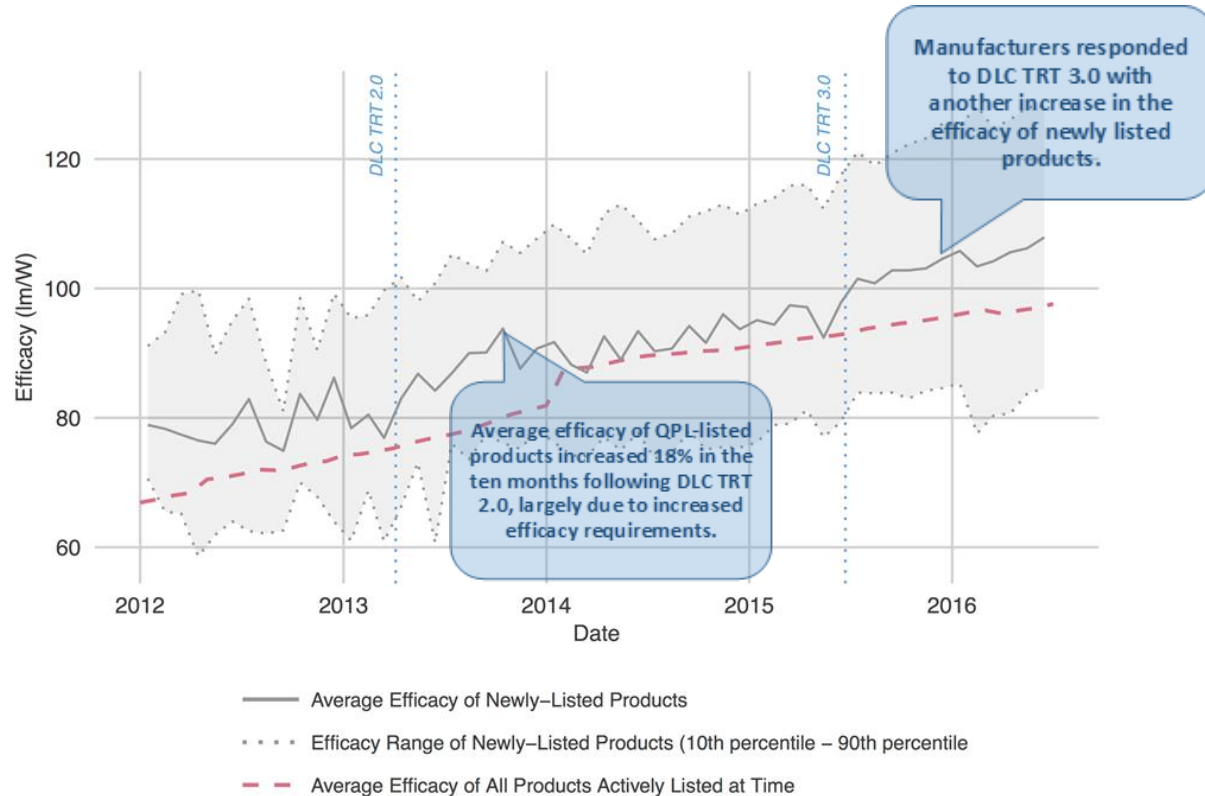 Manufacturers responded
to DLC TRT 3.0 with
another increase in the
efficacy of newly listed
products.
DLC TRT 2.0
DLC TRT 3.0
120
100
80
60
Efficacy (lm/W)
Average efficacy of QPL-listed
products increased 18% in the
ten months following DLC TRT
2.0, largely due to increased
efficacy requirements.
2012
2013
2014
2015
2016
Date
Average Efficacy of Newly–Listed Products
Efficacy Range of Newly–Listed Products (10th percentile – 90th percentile
Average Efficacy of All Products Actively Listed at Time